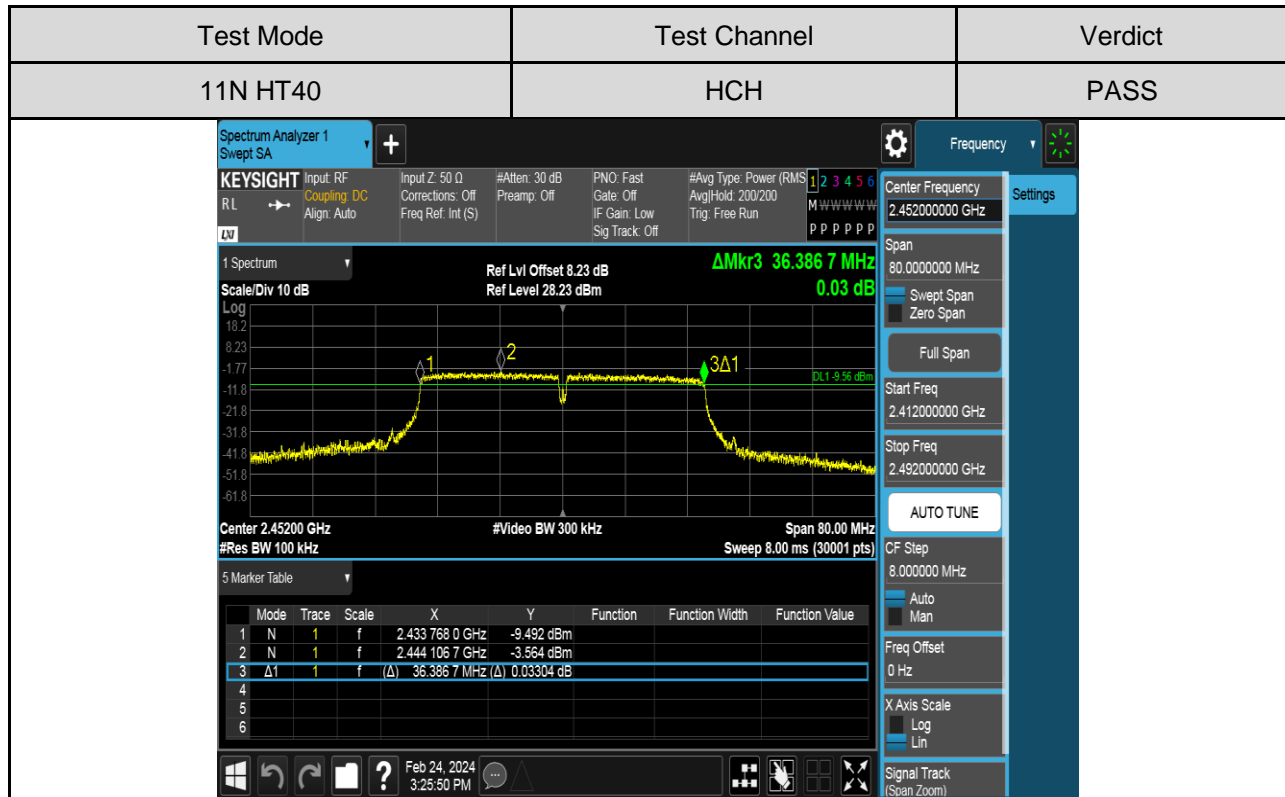 Test Mode Test Channel Verdict
11N HT40 HCH PASS
Spectrum Analyzer 1
Swept SA
+
Frequency
KEYSIGHT Input: RF Input Z: 50 Ω #Atten: 30 dB PNO: Fast #Avg Type: Power (RMS 1 2 3 4 5 6
RL Coupling: DC Corrections: Off Preamp: Off Gate: Off Avg|Hold: 200/200 M W W W W W
Align: Auto Freq Ref: Int (S) IF Gain: Low Trig: Free Run
LXI Sig Track: Off P P P P P P
Center Frequency
2.452000000 GHz
Settings
1 Spectrum
Ref Lvl Offset 8.23 dB ΔMkr3 36.386 7 MHz
Scale/Div 10 dB Ref Level 28.23 dBm 0.03 dB
Log
18.2
8.23
-1.77
-11.8
-21.8
-31.8
-41.8
-51.8
-61.8
1 2 3Δ1
DL1 -9.56 dBm
Center 2.45200 GHz #Video BW 300 kHz Span 80.00 MHz
#Res BW 100 kHz Sweep 8.00 ms (30001 pts)
Span
80.0000000 MHz
Swept Span
Zero Span
Full Span
Start Freq
2.412000000 GHz
Stop Freq
2.492000000 GHz
AUTO TUNE
CF Step
8.000000 MHz
Auto
Man
Freq Offset
0 Hz
X Axis Scale
Log
Lin
Signal Track
(Span Zoom)
5 Marker Table
Mode Trace Scale X Y Function Function Width Function Value
1 N 1 f 2.433 768 0 GHz -9.492 dBm
2 N 1 f 2.444 106 7 GHz -3.564 dBm
3 Δ1 1 f (Δ) 36.386 7 MHz (Δ) 0.03304 dB
4
5
6
? Feb 24, 2024
3:25:50 PM